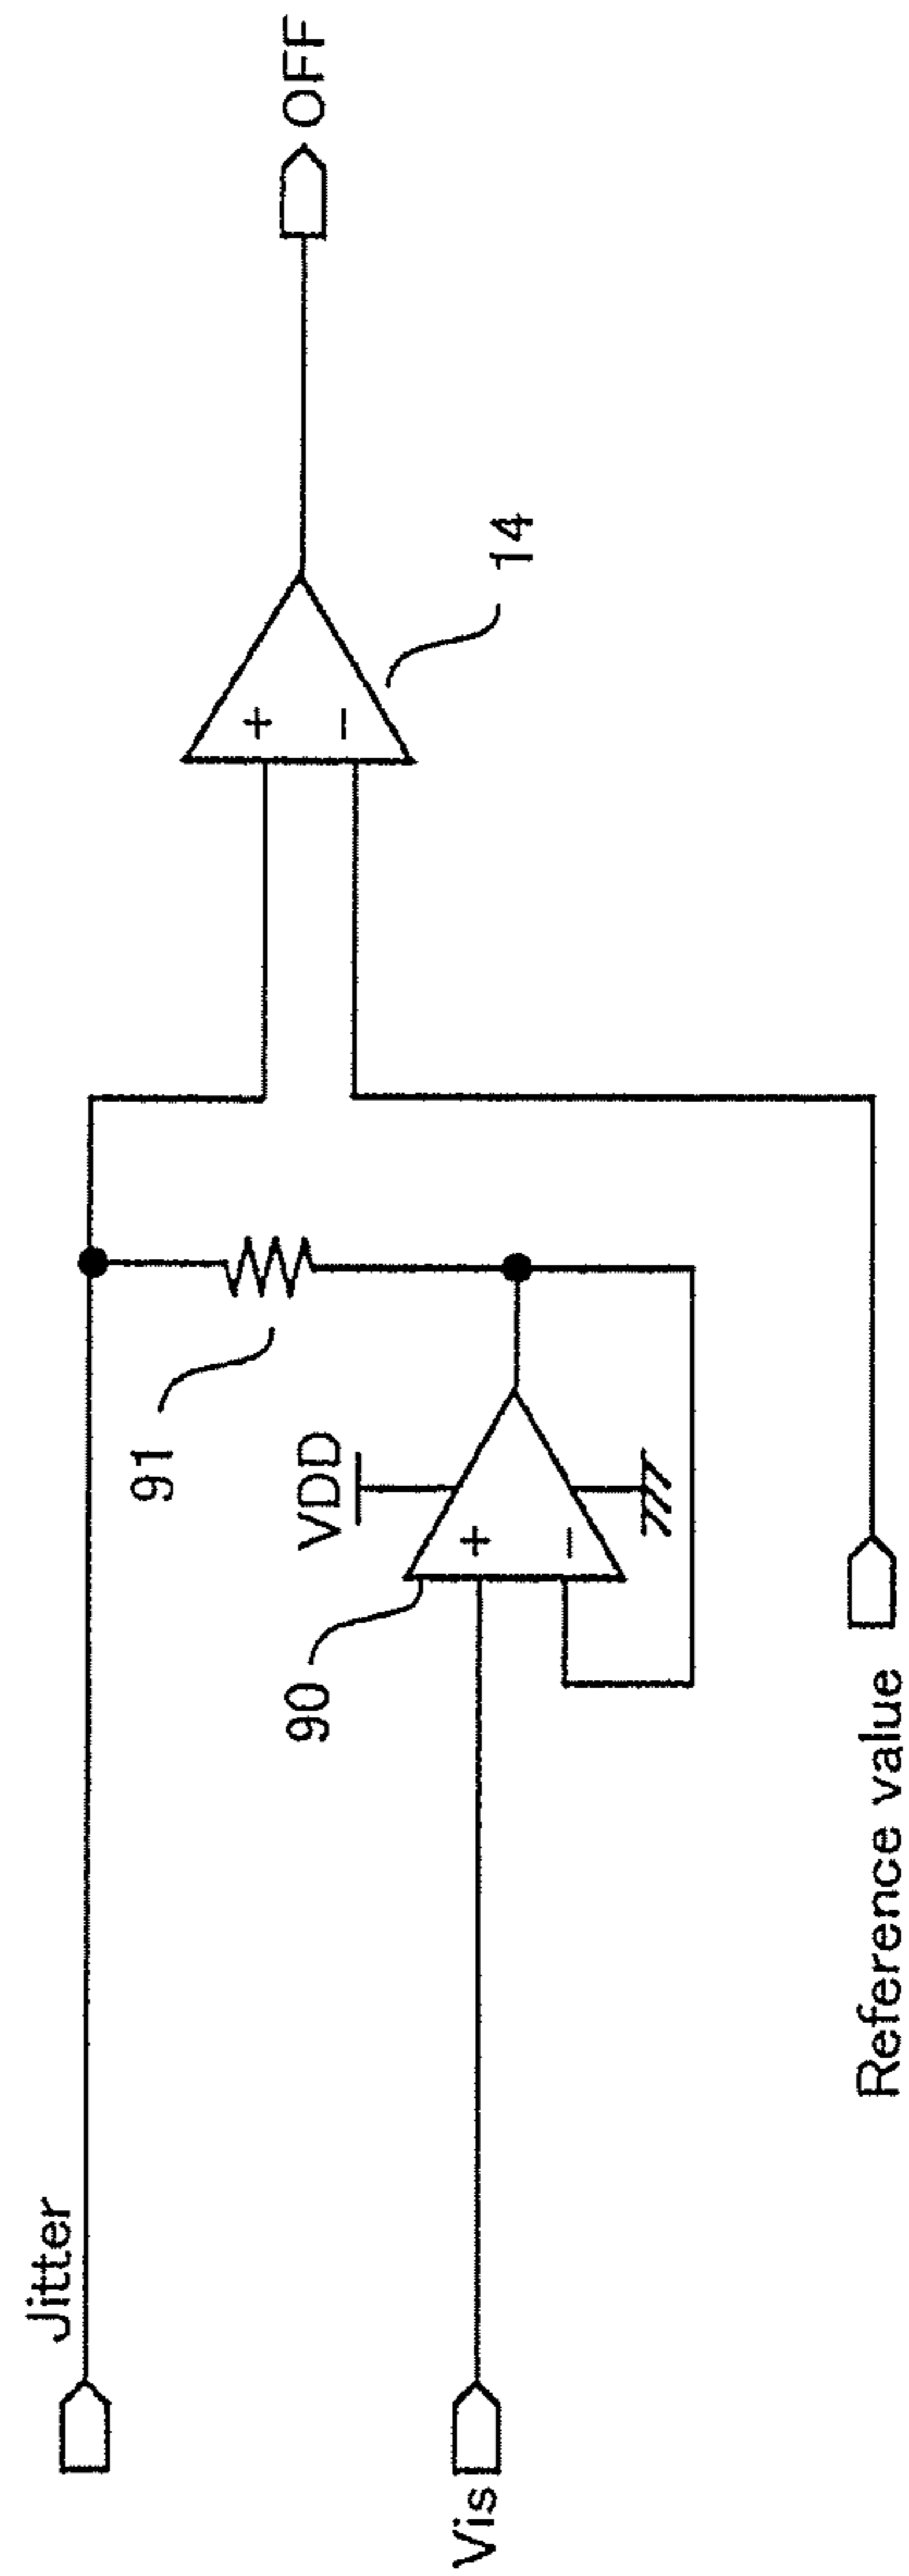 Jitter
OFF
91
+
−
14
VDD
90
+
−
Vis
Reference value